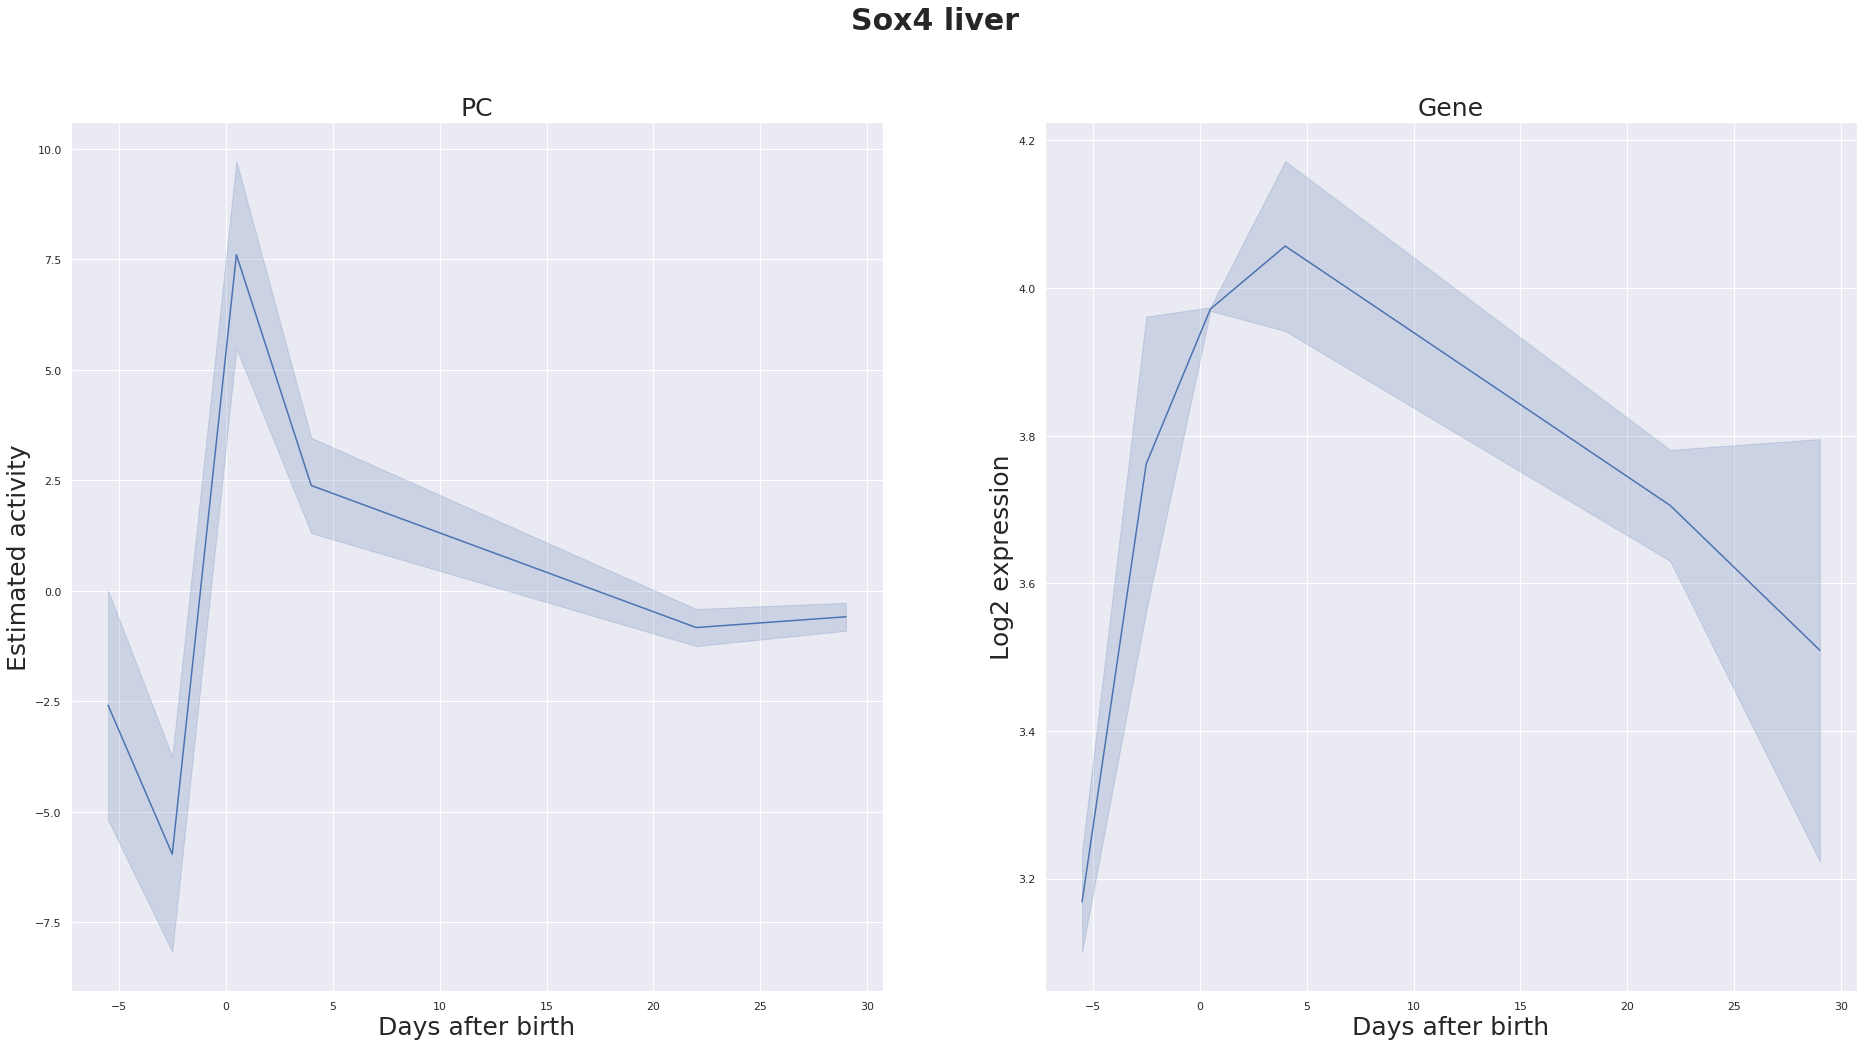 Sox4 liver
PC
Estimated activity
10.0
7.5
5.0
2.5
0.0
−2.5
−5.0
−7.5
−5 0 5 10 15 20 25 30
Days after birth
Gene
Log2 expression
4.2
4.0
3.8
3.6
3.4
3.2
−5 0 5 10 15 20 25 30
Days after birth